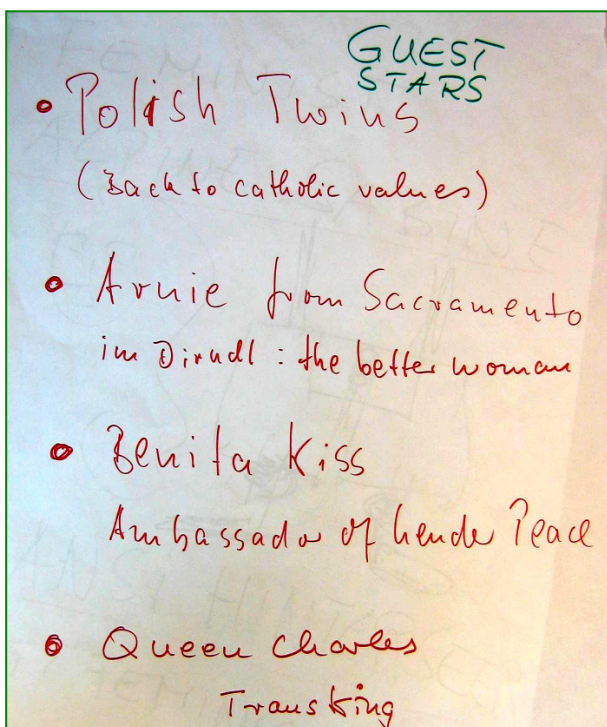 GUEST
STARS
• Polish Twins
(Back to catholic values)
• Arnie from Sacramento
im Dirndl : the better woman
• Benita Kiss
Ambassador of Gender Peace
• Queen Charles
Trans King